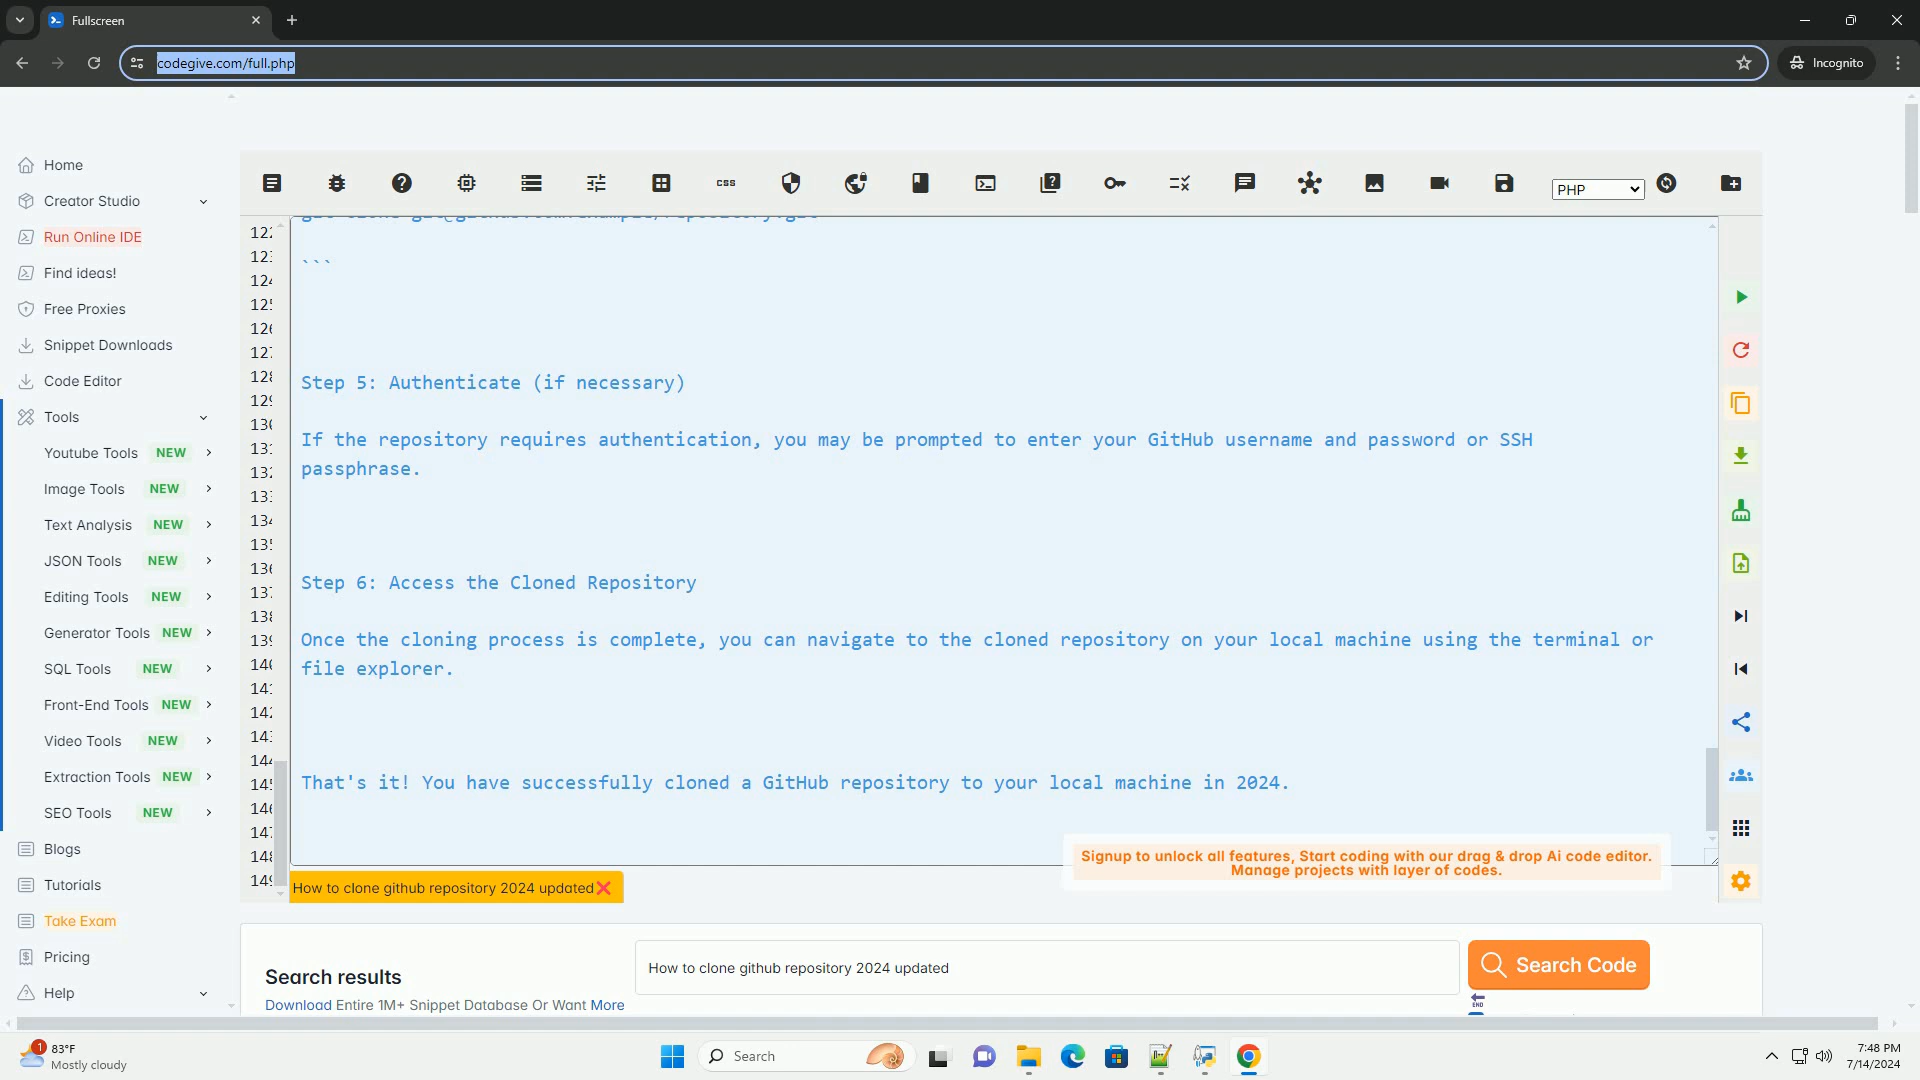 Fullscreen
codegive.com/full.php
Incognito
Home
Creator Studio
Run Online IDE
Find ideas!
Free Proxies
Snippet Downloads
Code Editor
Tools
Youtube Tools NEW
Image Tools NEW
Text Analysis NEW
JSON Tools NEW
Editing Tools NEW
Generator Tools NEW
SQL Tools NEW
Front-End Tools NEW
Video Tools NEW
Extraction Tools NEW
SEO Tools NEW
Blogs
Tutorials
Take Exam
Pricing
Help
css
PHP
```
Step 5: Authenticate (if necessary)
If the repository requires authentication, you may be prompted to enter your GitHub username and password or SSH
passphrase.
Step 6: Access the Cloned Repository
Once the cloning process is complete, you can navigate to the cloned repository on your local machine using the terminal or
file explorer.
That's it! You have successfully cloned a GitHub repository to your local machine in 2024.
Signup to unlock all features, Start coding with our drag & drop Ai code editor.
Manage projects with layer of codes.
How to clone github repository 2024 updated
Search results
How to clone github repository 2024 updated
Search Code
Download Entire 1M+ Snippet Database Or Want More
END
1
83°F
Mostly cloudy
Search
7:48 PM
7/14/2024